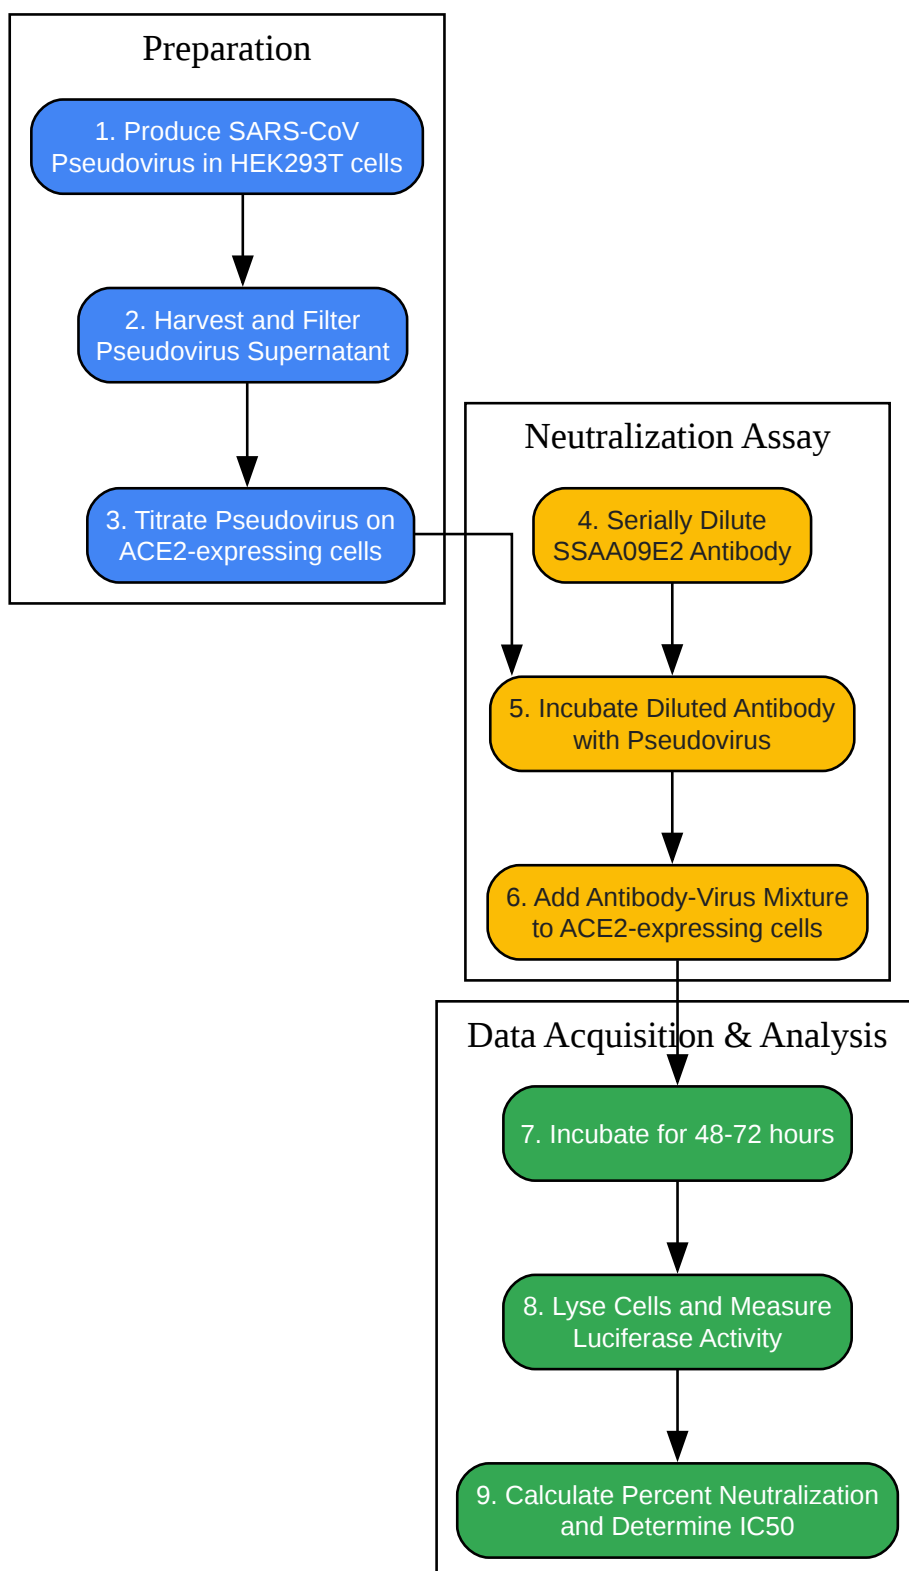 Preparation
1. Produce SARS-CoV
Pseudovirus in HEK293T cells
2. Harvest and Filter
Pseudovirus Supernatant
3. Titrate Pseudovirus on
ACE2-expressing cells
Neutralization Assay
4. Serially Dilute
SSAA09E2 Antibody
5. Incubate Diluted Antibody
with Pseudovirus
6. Add Antibody-Virus Mixture
to ACE2-expressing cells
Data Acquisition & Analysis
7. Incubate for 48-72 hours
8. Lyse Cells and Measure
Luciferase Activity
9. Calculate Percent Neutralization
and Determine IC50